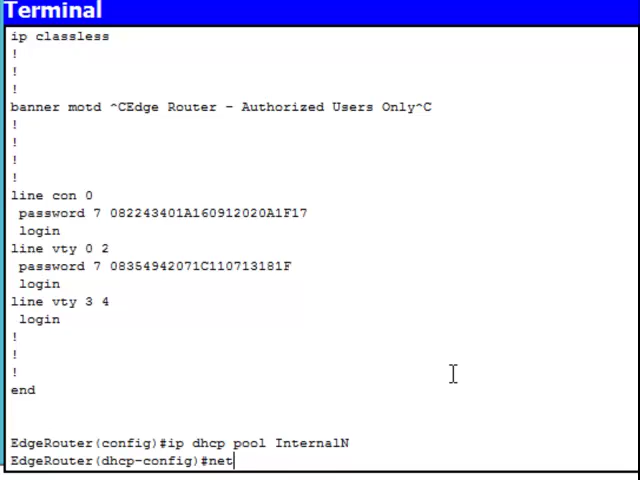 Terminal
ip classless
!
!
!
banner motd ^CEdge Router - Authorized Users Only^C
!
!
!
!
line con 0
password 7 082243401A160912020A1F17
login
line vty 0 2
password 7 08354942071C110713181F
login
line vty 3 4
login
!
!
!
end
EdgeRouter(config)#ip dhcp pool InternalN
EdgeRouter(dhcp-config)#net